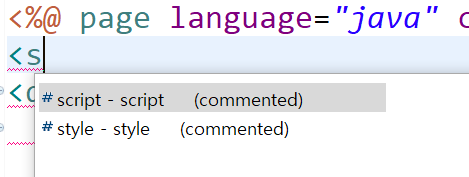 <%@ page language="java" c
<s
# script - script (commented)
# style - style (commented)